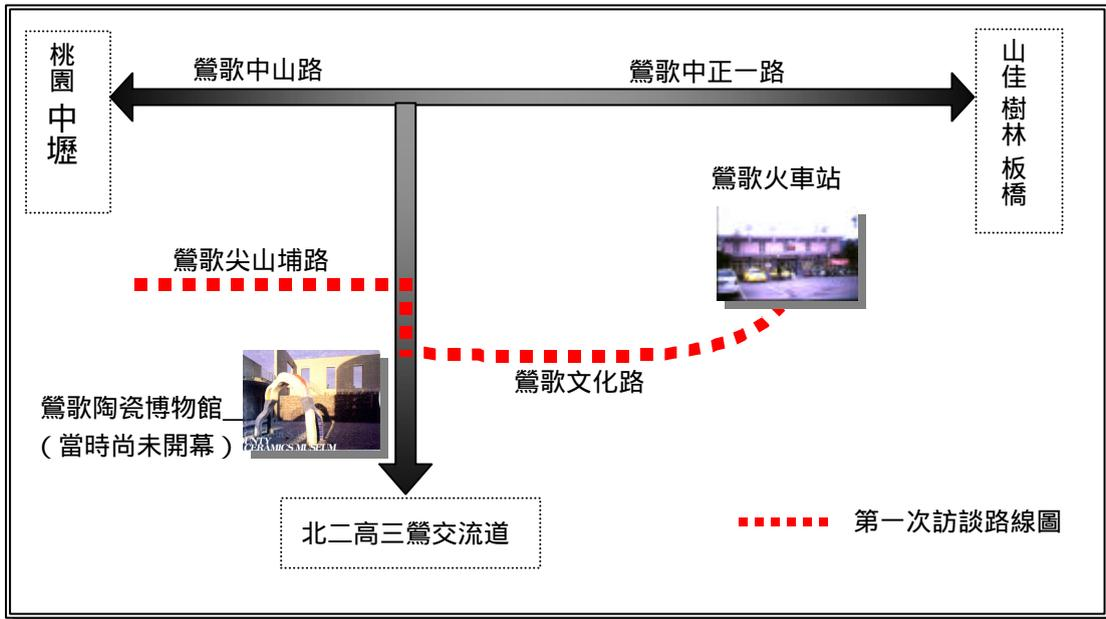 桃園 中壢
鶯歌中山路
鶯歌中正一路
山佳 樹林 板橋
鶯歌火車站
鶯歌尖山埔路
鶯歌文化路
鶯歌陶瓷博物館
(當時尚未開幕)
UNTY
CERAMICS MUSEUM
北二高三鶯交流道
第一次訪談路線圖